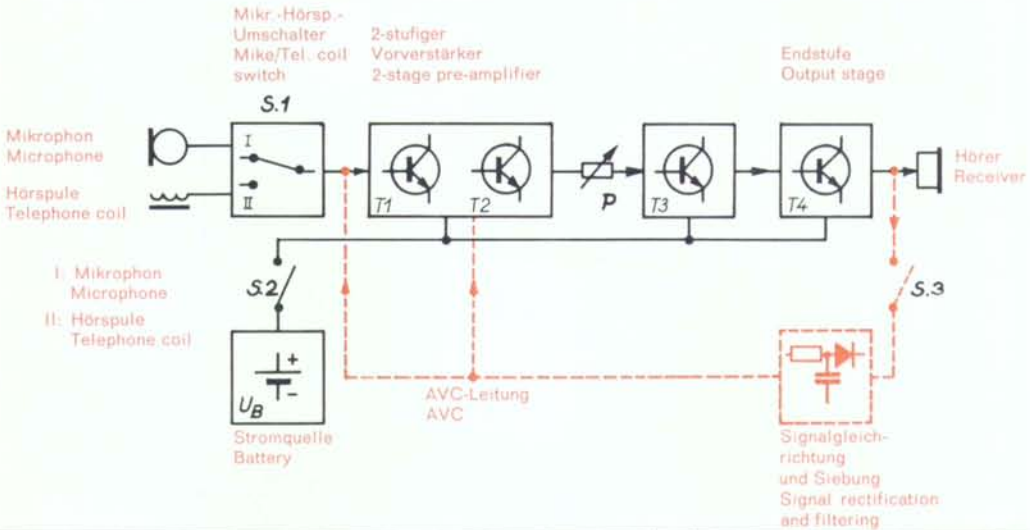 Mikr.-Hörsp.-
Umschalter
Mike/Tel. coil
switch
2-stufiger
Vorverstärker
2-stage pre-amplifier
Endstufe
Output stage
S.1
Mikrophon
Microphone
I
Hörspule
Telephone coil
II
T1
T2
P
T3
T4
Hörer
Receiver
I: Mikrophon
Microphone
II: Hörspule
Telephone coil
S.2
S.3
+
-
UB
Stromquelle
Battery
AVC-Leitung
AVC
Signalgleich-
richtung
und Siebung
Signal rectification
and filtering